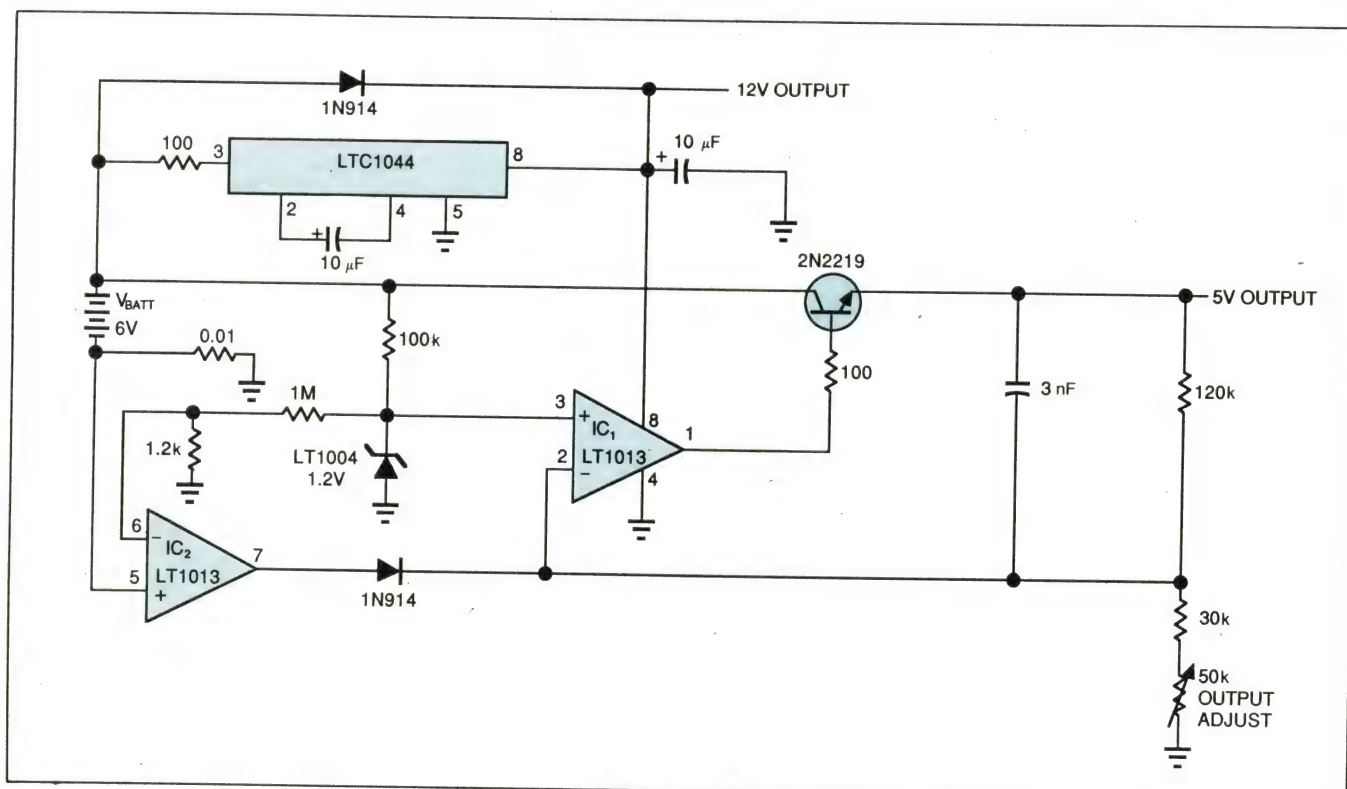 12V OUTPUT
1N914
100
3
LTC1044
8
+
10 µF
2
4
5
+
10 µF
2N2219
VBATT
6V
5V OUTPUT
100k
0.01
100
3 nF
120k
1M
3
+
8
1
IC1
1.2k
LT1004
1.2V
2
LT1013
−
4
6
−
IC2
7
LT1013
5
+
1N914
30k
50k
OUTPUT
ADJUST